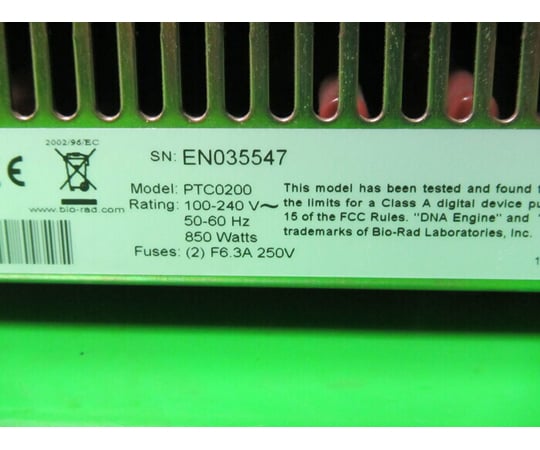 2002/96/EC
CE
SN: EN035547
Model: PTC0200
Rating: 100-240 V~
50-60 Hz
850 Watts
Fuses: (2) F6.3A 250V
www.bio-rad.com
This model has been tested and found
the limits for a Class A digital device
15 of the FCC Rules. "DNA Engine" and
trademarks of Bio-Rad Laboratories, Inc.